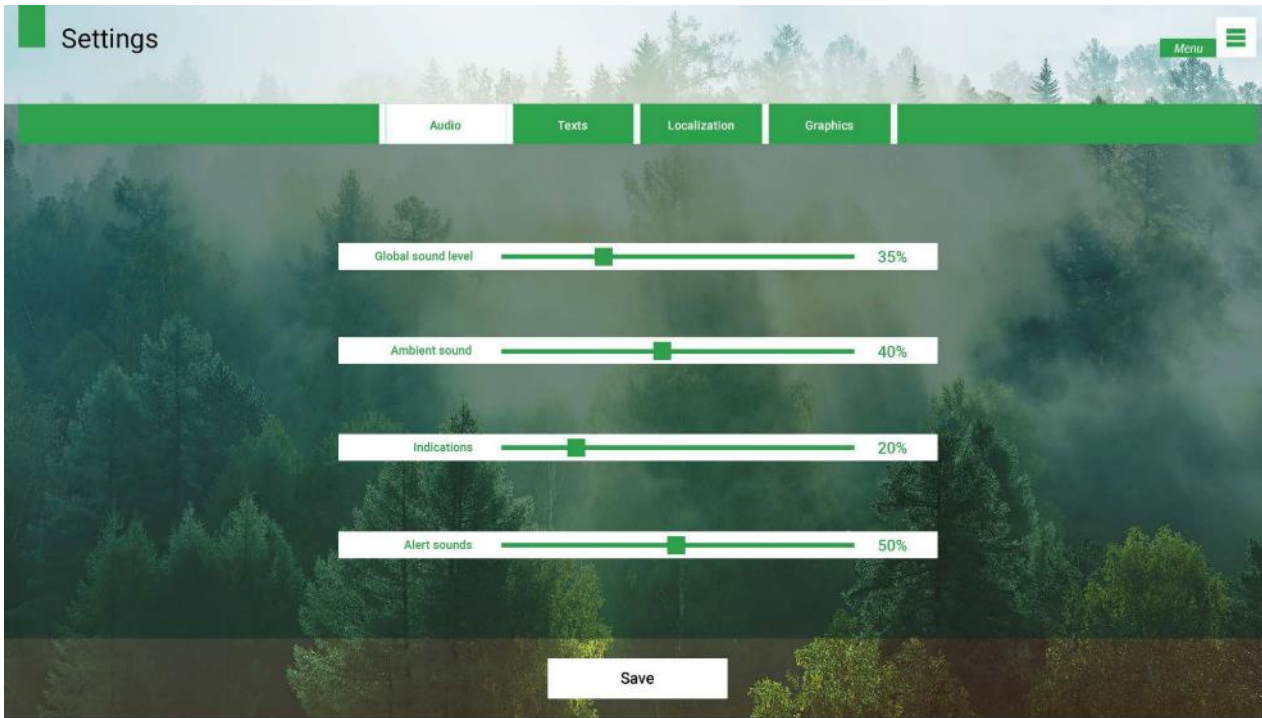 Settings
Menu
Audio Texts Localization Graphics
Global sound level 35%
Ambient sound 40%
Indications 20%
Alert sounds 50%
Save